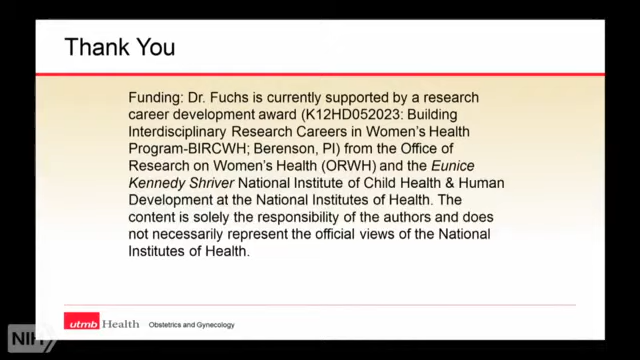 Thank You
Funding: Dr. Fuchs is currently supported by a research
career development award (K12HD052023: Building
Interdisciplinary Research Careers in Women's Health
Program-BIRCWH; Berenson, PI) from the Office of
Research on Women's Health (ORWH) and the Eunice
Kennedy Shriver National Institute of Child Health & Human
Development at the National Institutes of Health. The
content is solely the responsibility of the authors and does
not necessarily represent the official views of the National
Institutes of Health.
utmb Health Obstetrics and Gynecology
NIH